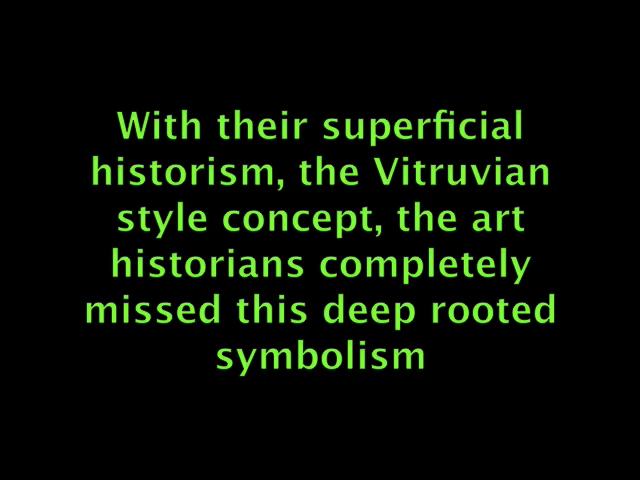 With their superficial
historism, the Vitruvian
style concept, the art
historians completely
missed this deep rooted
symbolism